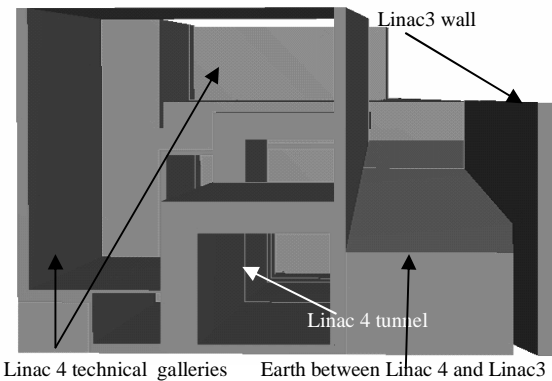 Linac3 wall
Linac 4 tunnel
Linac 4 technical galleries
Earth between Linac 4 and Linac3